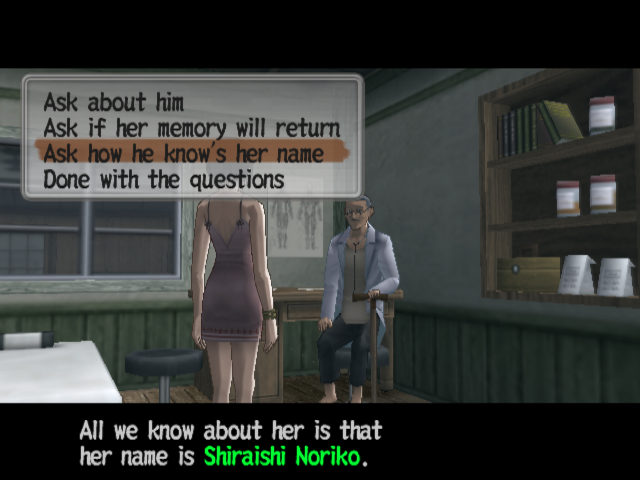 Ask about him
Ask if her memory will return
Ask how he know's her name
Done with the questions
All we know about her is that
her name is Shiraishi Noriko.